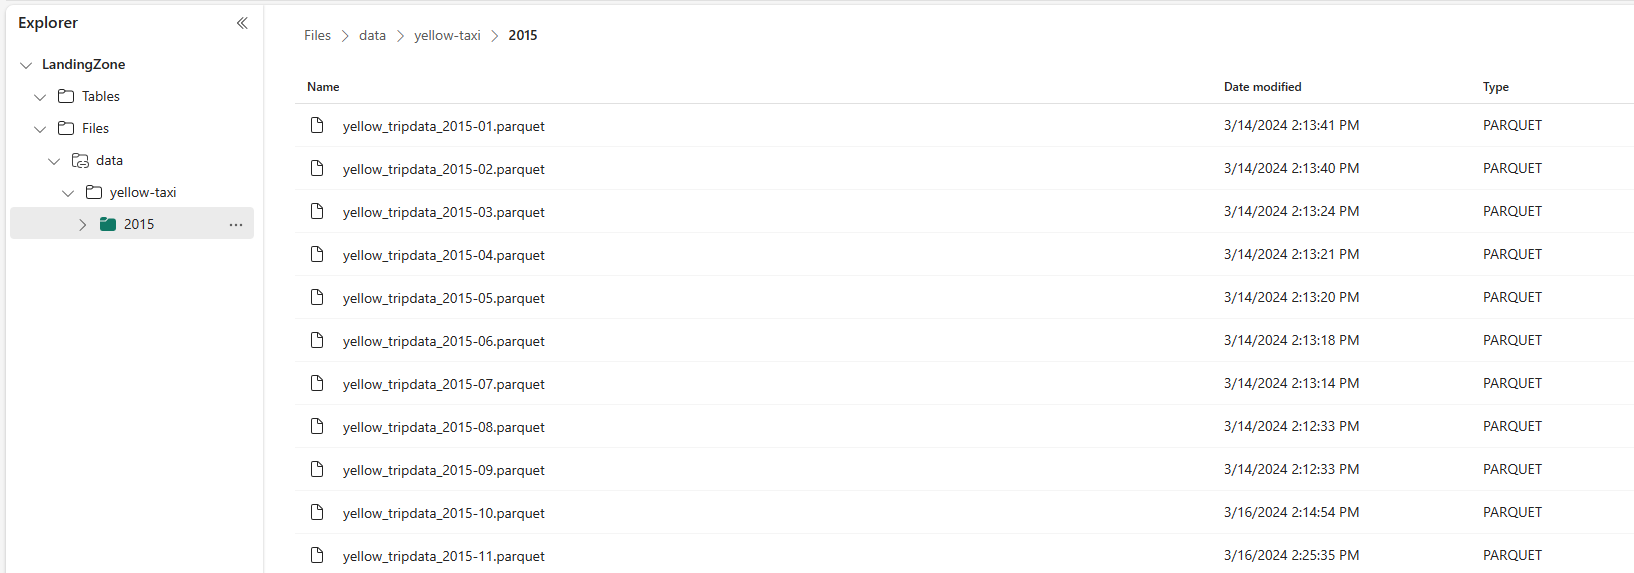 Explorer
LandingZone
Tables
Files
data
yellow-taxi
2015
Files data yellow-taxi 2015
Name Date modified Type
yellow_tripdata_2015-01.parquet 3/14/2024 2:13:41 PM PARQUET
yellow_tripdata_2015-02.parquet 3/14/2024 2:13:40 PM PARQUET
yellow_tripdata_2015-03.parquet 3/14/2024 2:13:24 PM PARQUET
yellow_tripdata_2015-04.parquet 3/14/2024 2:13:21 PM PARQUET
yellow_tripdata_2015-05.parquet 3/14/2024 2:13:20 PM PARQUET
yellow_tripdata_2015-06.parquet 3/14/2024 2:13:18 PM PARQUET
yellow_tripdata_2015-07.parquet 3/14/2024 2:13:14 PM PARQUET
yellow_tripdata_2015-08.parquet 3/14/2024 2:12:33 PM PARQUET
yellow_tripdata_2015-09.parquet 3/14/2024 2:12:33 PM PARQUET
yellow_tripdata_2015-10.parquet 3/16/2024 2:14:54 PM PARQUET
yellow_tripdata_2015-11.parquet 3/16/2024 2:25:35 PM PARQUET